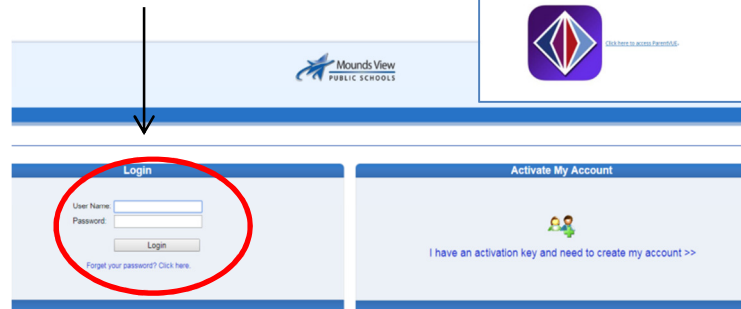 Click here to access ParentVUE.
Mounds View
PUBLIC SCHOOLS
Login
User Name:
Password:
Login
Forget your password? Click here.
Activate My Account
I have an activation key and need to create my account >>